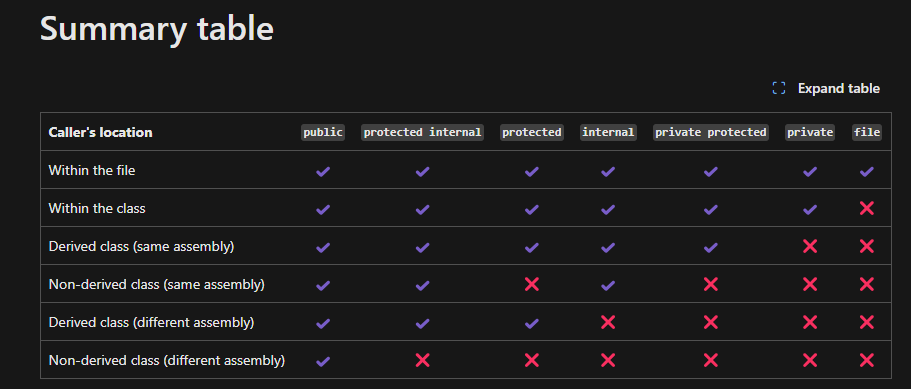 Summary table
Expand table
Caller's location public protected internal protected internal private protected private file
Within the file ✓ ✓ ✓ ✓ ✓ ✓ ✓
Within the class ✓ ✓ ✓ ✓ ✓ ✓ ✗
Derived class (same assembly) ✓ ✓ ✓ ✓ ✓ ✗ ✗
Non-derived class (same assembly) ✓ ✓ ✗ ✓ ✗ ✗ ✗
Derived class (different assembly) ✓ ✓ ✓ ✗ ✗ ✗ ✗
Non-derived class (different assembly) ✓ ✗ ✗ ✗ ✗ ✗ ✗